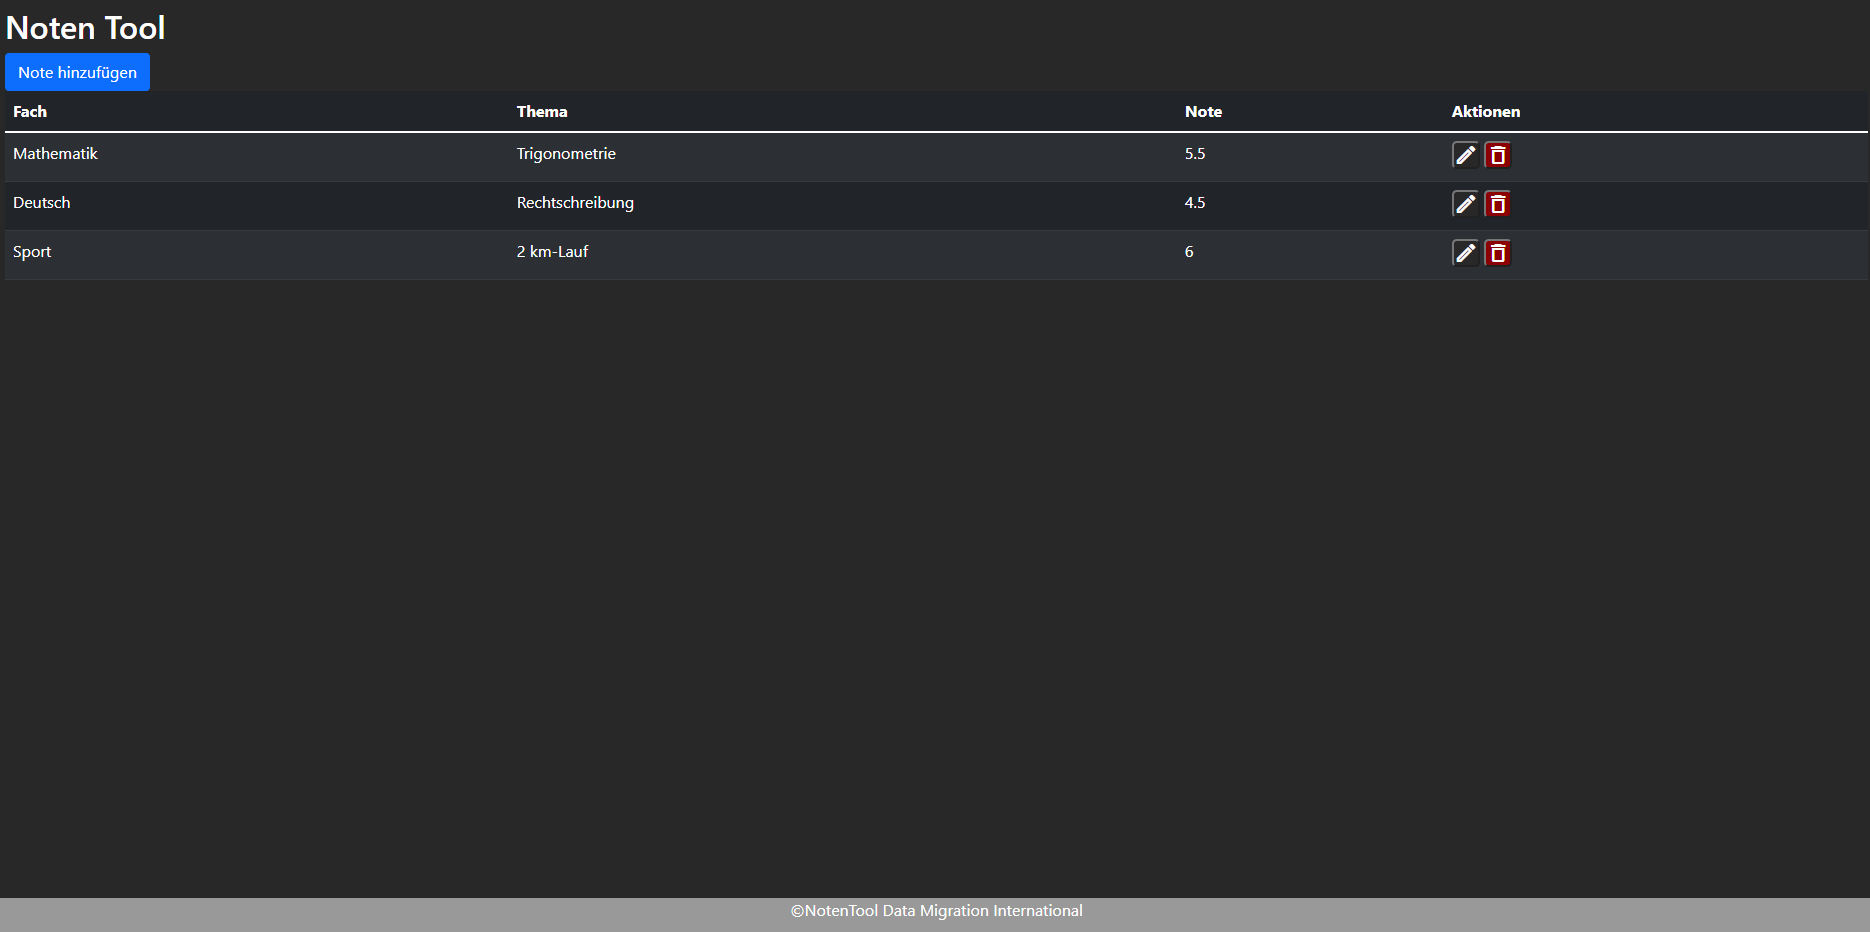 Noten Tool
Note hinzufügen
Fach Thema Note Aktionen
Mathematik Trigonometrie 5.5
Deutsch Rechtschreibung 4.5
Sport 2 km-Lauf 6
©NotenTool Data Migration International